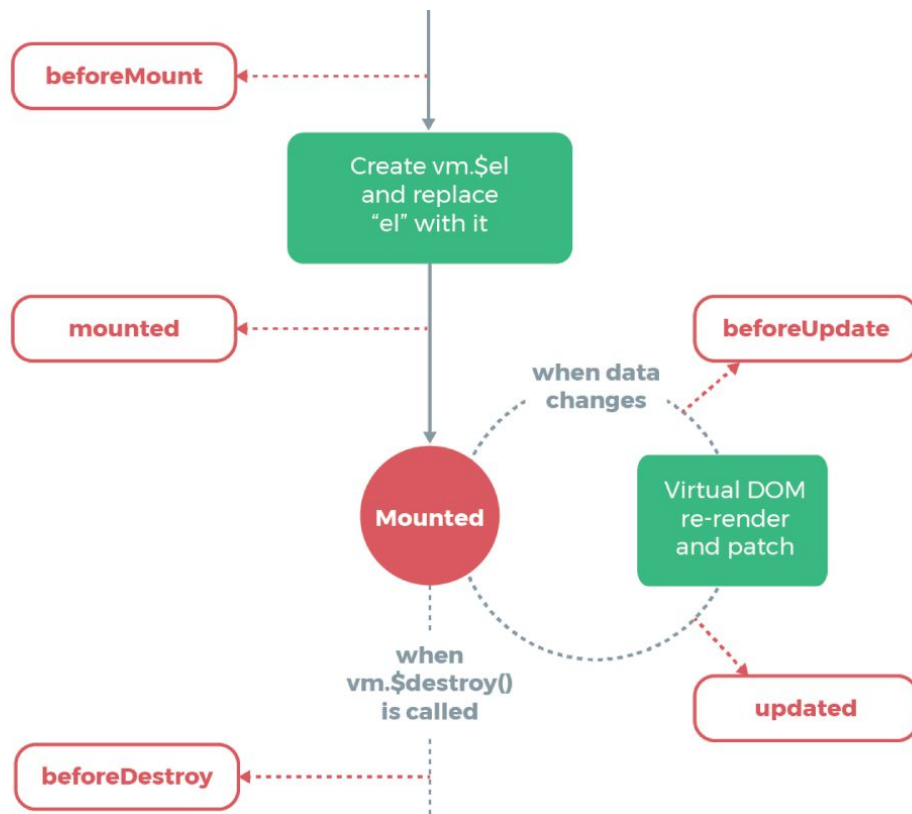 beforeMount
Create vm.$el
and replace
“el” with it
mounted
beforeUpdate
when data
changes
Virtual DOM
re-render
and patch
Mounted
when
vm.$destroy()
is called
updated
beforeDestroy